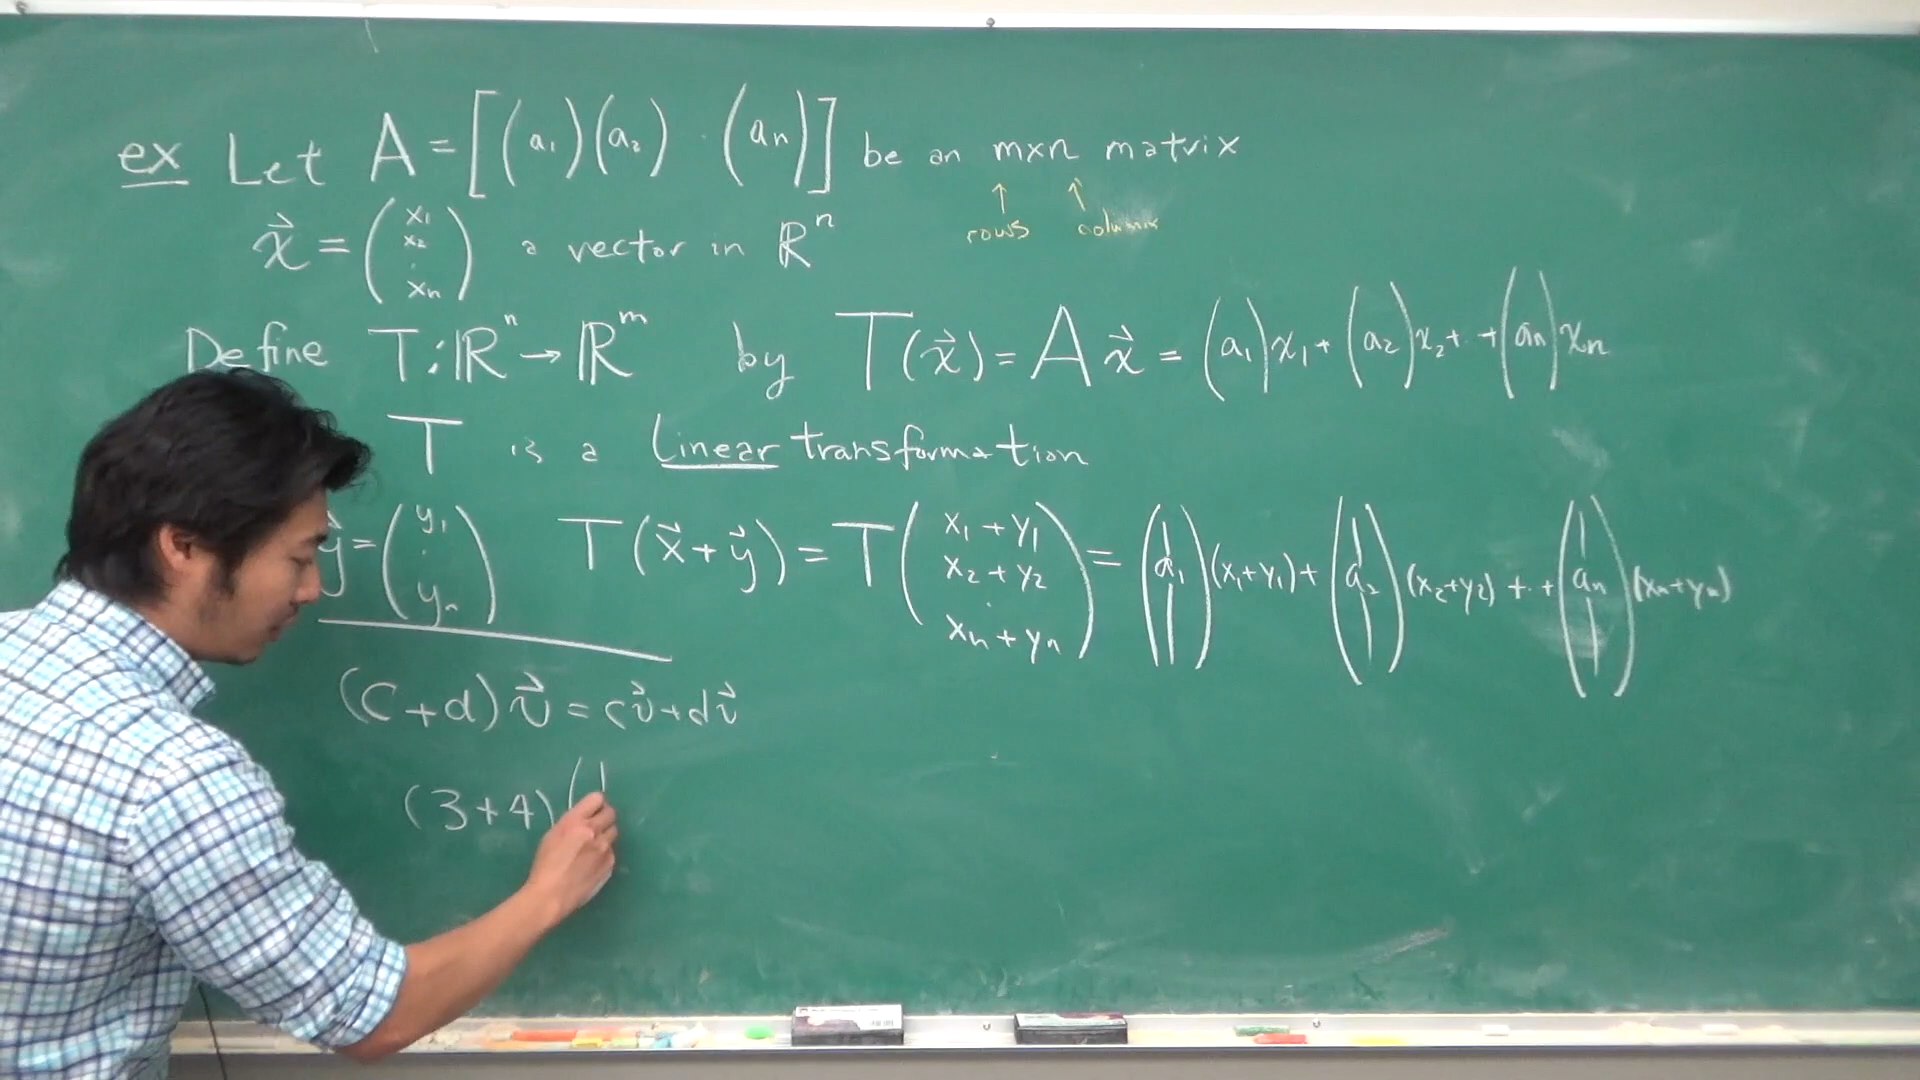 ex Let A = [(a₁)(a₂) · (aₙ)] be an m×n matrix
↑ ↑
rows columns
x⃗ = (x₁ x₂ . xₙ) a vector in ℝⁿ
Define T: ℝⁿ → ℝᵐ by T(x⃗) = A x⃗ = (a₁)x₁ + (a₂)x₂ + · + (aₙ)xₙ
T is a Linear transformation
y⃗ = (y₁ . yₙ) T(x⃗ + y⃗) = T(x₁+y₁ x₂+y₂ . xₙ+yₙ) = (a₁)(x₁+y₁) + (a₂)(x₂+y₂) + · + (aₙ)(xₙ+yₙ)
(c+d)v⃗ = cv⃗ + dv⃗
(3+4)(1